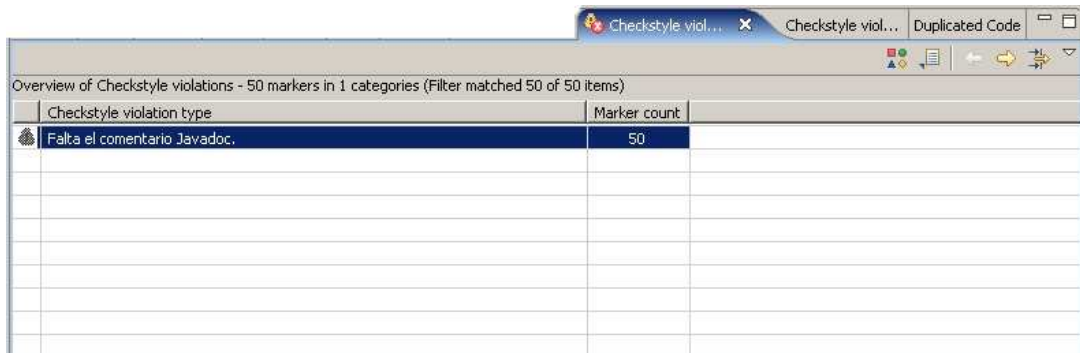 Checkstyle viol... Checkstyle viol... Duplicated Code
Overview of Checkstyle violations - 50 markers in 1 categories (Filter matched 50 of 50 items)
Checkstyle violation type Marker count
Falta el comentario Javadoc. 50